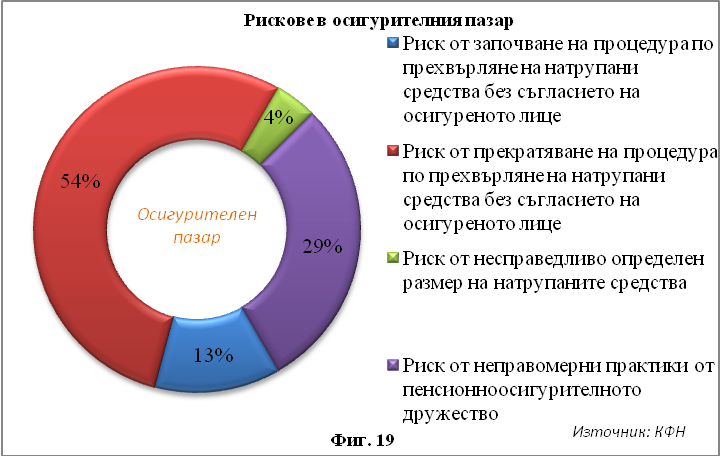 Рискове в осигурителния пазар
54%
4%
29%
13%
Осигурителен
пазар
Риск от започване на процедура по
прехвърляне на натрупани
средства без съгласието на
осигуреното лице
Риск от прекратяване на процедура
по прехвърляне на натрупани
средства без съгласието на
осигуреното лице
Риск от несправедливо определен
размер на натрупаните средства
Риск от неправомерни практики от
пенсионноосигурителното
дружество
Източник: КФН
Фиг. 19